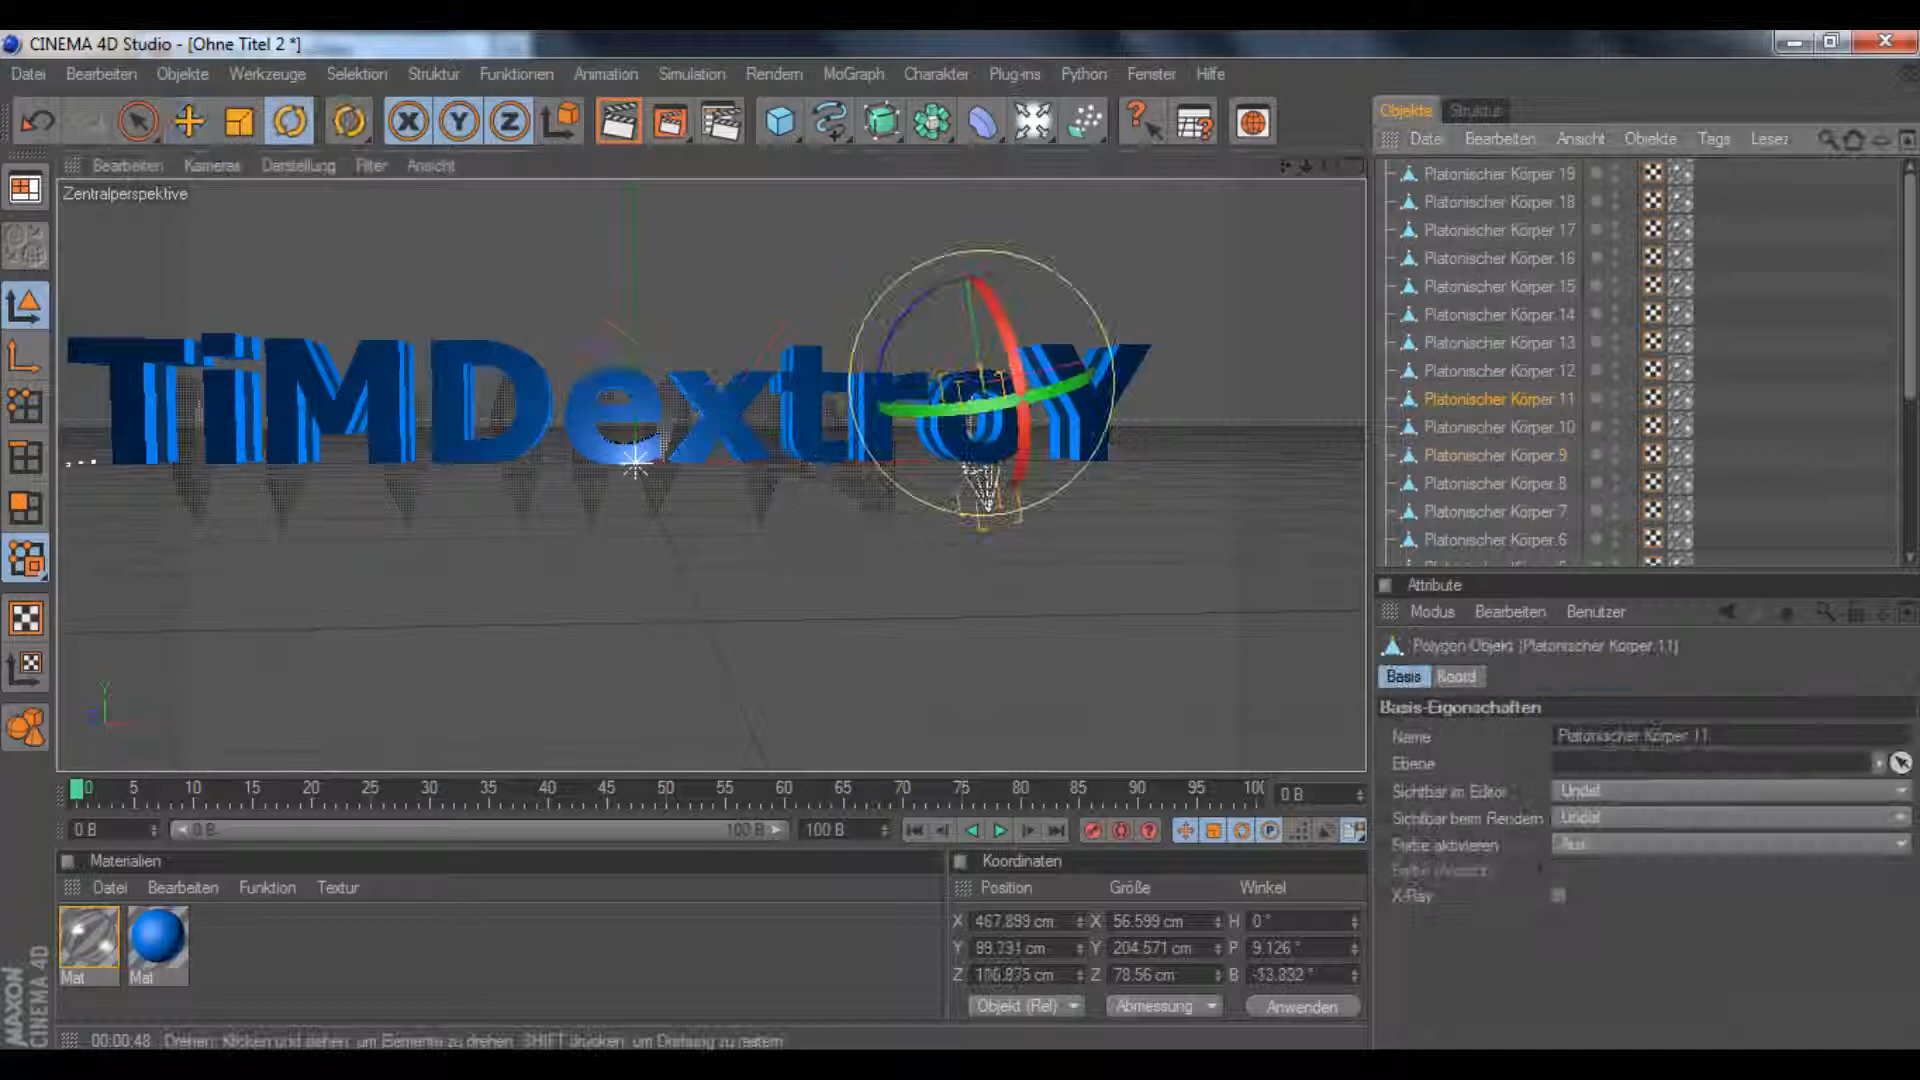 CINEMA 4D Studio - [Ohne Titel 2 *]
Datei Bearbeiten Objekte Werkzeuge Selektion Struktur Funktionen Animation Simulation Rendern MoGraph Charakter Plug-ins Python Fenster Hilfe
Objekte Struktur
Datei Bearbeiten Ansicht Objekte Tags Lesez
Bearbeiten Kameras Darstellung Filter Ansicht
Zentralperspektive
TiMDextroY
Platonischer Körper 19
Platonischer Körper 18
Platonischer Körper 17
Platonischer Körper 16
Platonischer Körper 15
Platonischer Körper 14
Platonischer Körper 13
Platonischer Körper 12
Platonischer Körper 11
Platonischer Körper 10
Platonischer Körper 9
Platonischer Körper 8
Platonischer Körper 7
Platonischer Körper 6
Attribute
Modus Bearbeiten Benutzer
Polygon Objekt [Platonischer Körper 11]
Basis Koord
Basis-Eigenschaften
Name Platonischer Körper 11
Ebene
Sichtbar im Editor Undef
Sichtbar beim Rendern Undef
Farbe aktivieren Aus
X-Ray
Y
Z
0 5 10 15 20 25 30 35 40 45 50 55 60 65 70 75 80 85 90 95 100 0 B
0 B 0 B 100 B 100 B
Materialien
Datei Bearbeiten Funktion Textur
Mat Mat
Koordinaten
Position Größe Winkel
X 467.899 cm X 56.599 cm H 0 °
Y 89.731 cm Y 204.571 cm P 9.126 °
Z cm Z 78.56 cm B
Objekt (Rel) Abmessung Anwenden
MAXON
CINEMA 4D
00:00:48 Drehen: Klicken und ziehen, um Elemente zu drehen. SHIFT drücken, um Drehung zu rastern